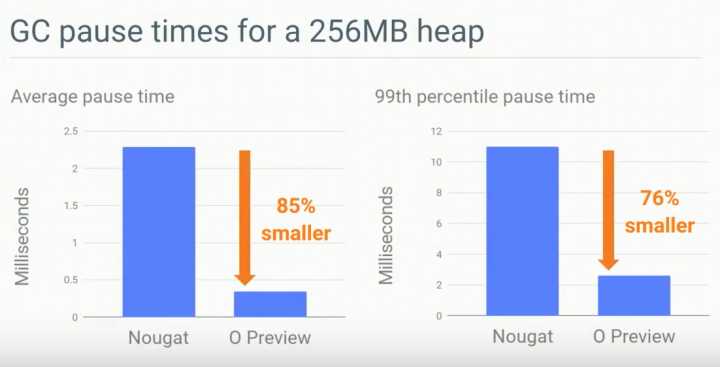 GC pause times for a 256MB heap
Average pause time
2.5
2
1.5
1
0.5
0
Milliseconds
85%
smaller
Nougat
O Preview
99th percentile pause time
12
10
8
6
4
2
0
Milliseconds
76%
smaller
Nougat
O Preview